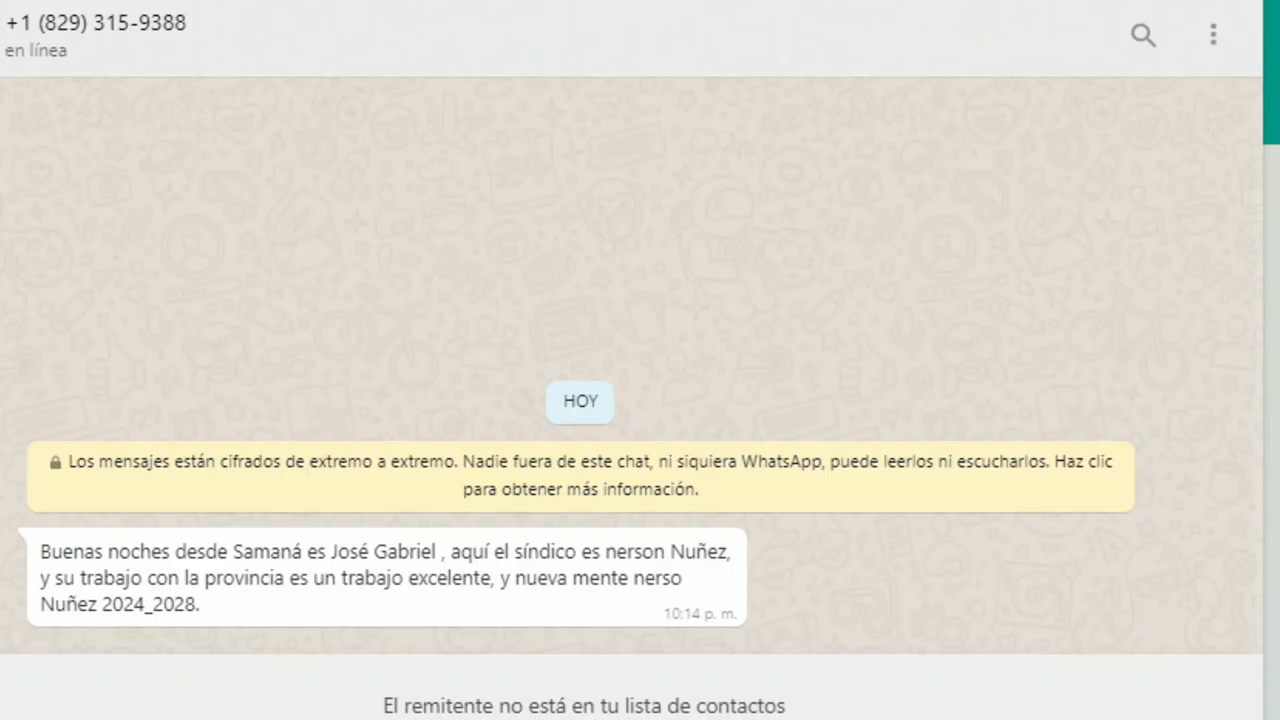 +1 (829) 315-9388
en línea
HOY
Los mensajes están cifrados de extremo a extremo. Nadie fuera de este chat, ni siquiera WhatsApp, puede leerlos ni escucharlos. Haz clic
para obtener más información.
Buenas noches desde Samaná es José Gabriel , aquí el síndico es nerson Nuñez,
y su trabajo con la provincia es un trabajo excelente, y nueva mente nerso
Nuñez 2024_2028.
10:14 p. m.
El remitente no está en tu lista de contactos